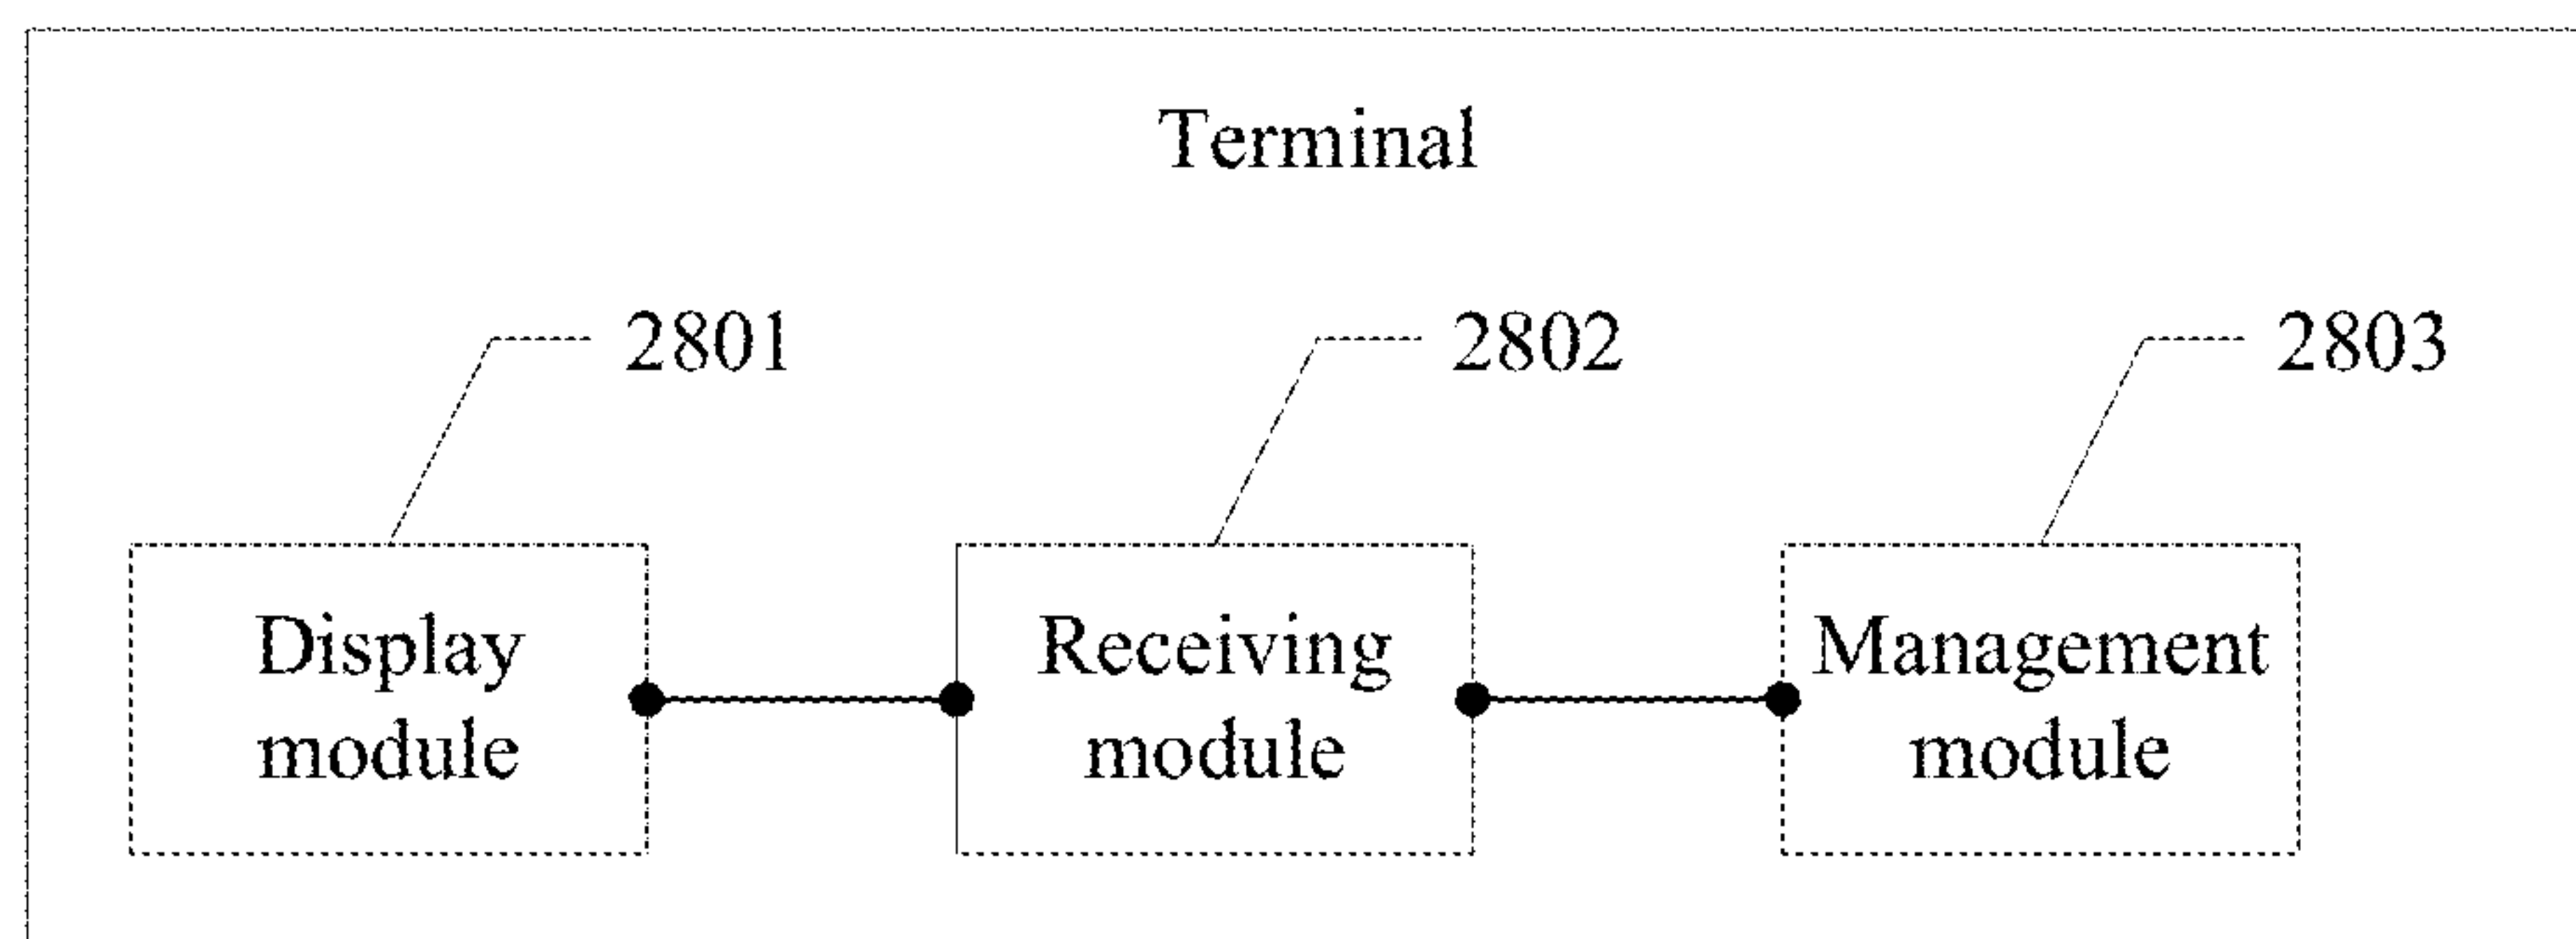 Terminal
2801
2802
2803
Display
module
Receiving
module
Management
module